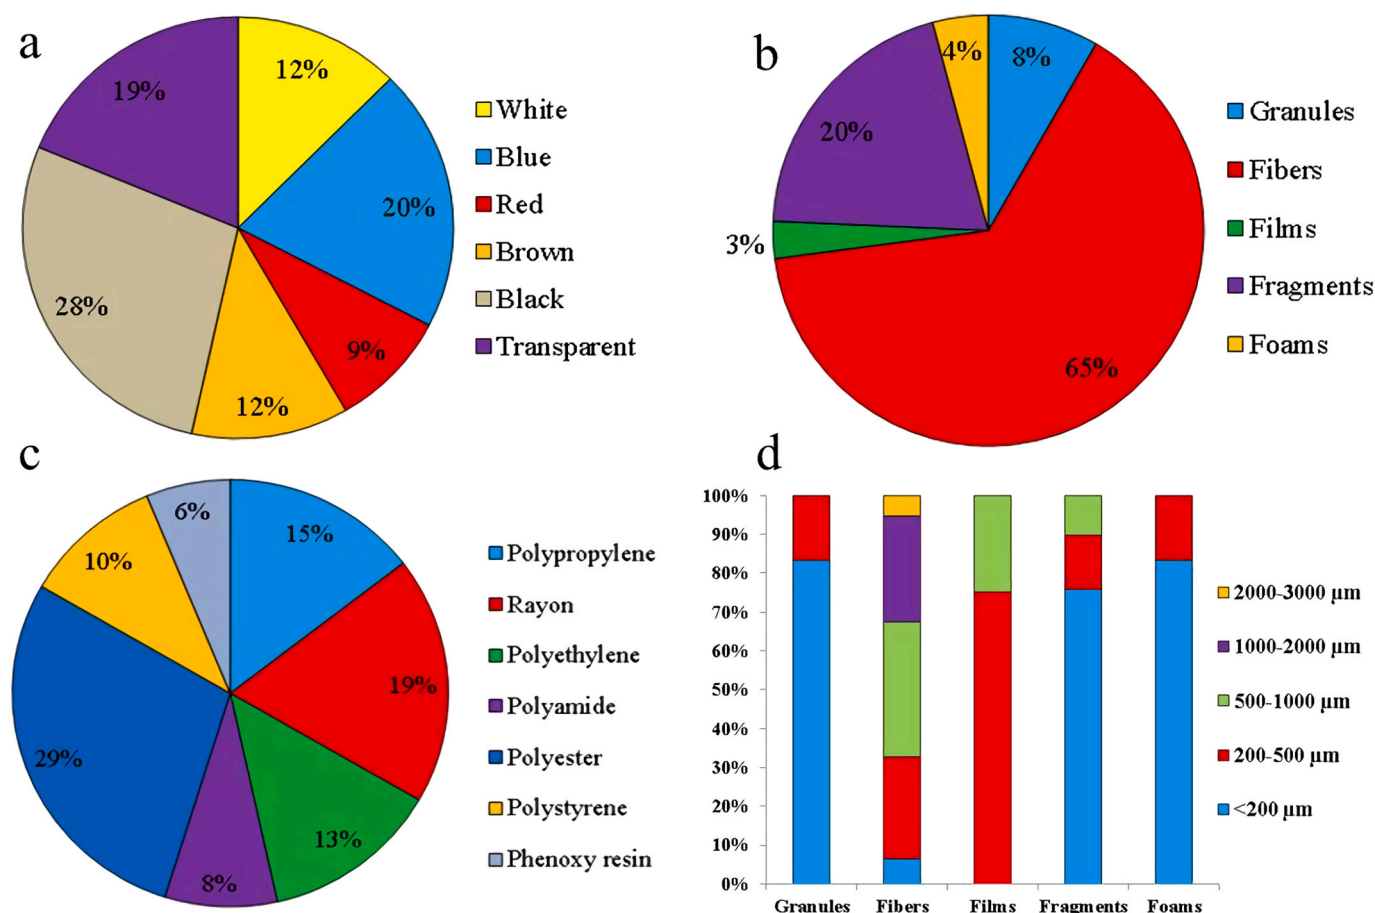 a
12%
20%
9%
12%
28%
19%
White
Blue
Red
Brown
Black
Transparent
b
8%
65%
3%
20%
4%
Granules
Fibers
Films
Fragments
Foams
c
15%
19%
13%
8%
29%
10%
6%
Polypropylene
Rayon
Polyethylene
Polyamide
Polyester
Polystyrene
Phenoxy resin
d
100%
90%
80%
70%
60%
50%
40%
30%
20%
10%
0%
Granules Fibers Films Fragments Foams
2000-3000 μm
1000-2000 μm
500-1000 μm
200-500 μm
<200 μm